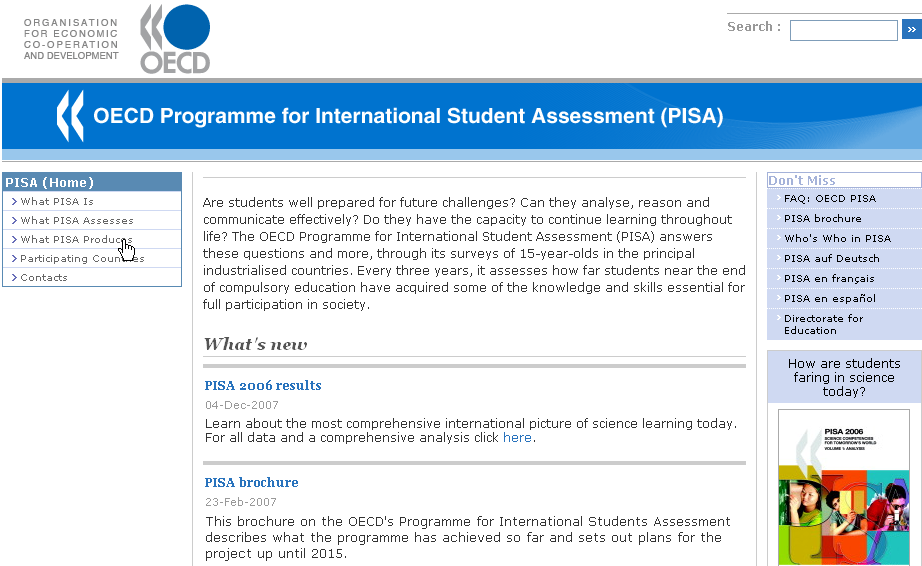 ORGANISATION
FOR ECONOMIC
CO-OPERATION
AND DEVELOPMENT
OECD
Search :
»
OECD Programme for International Student Assessment (PISA)
PISA (Home)
What PISA Is
What PISA Assesses
What PISA Produces
Participating Countries
Contacts
Are students well prepared for future challenges? Can they analyse, reason and
communicate effectively? Do they have the capacity to continue learning throughout
life? The OECD Programme for International Student Assessment (PISA) answers
these questions and more, through its surveys of 15-year-olds in the principal
industrialised countries. Every three years, it assesses how far students near the end
of compulsory education have acquired some of the knowledge and skills essential for
full participation in society.
What's new
PISA 2006 results
04-Dec-2007
Learn about the most comprehensive international picture of science learning today.
For all data and a comprehensive analysis click here.
PISA brochure
23-Feb-2007
This brochure on the OECD's Programme for International Students Assessment
describes what the programme has achieved so far and sets out plans for the
project up until 2015.
Don't Miss
FAQ: OECD PISA
PISA brochure
Who's Who in PISA
PISA auf Deutsch
PISA en français
PISA en español
Directorate for
Education
How are students
faring in science
today?
PISA 2006
SCIENCE COMPETENCIES
FOR TOMORROW'S WORLD
VOLUME 1: ANALYSIS